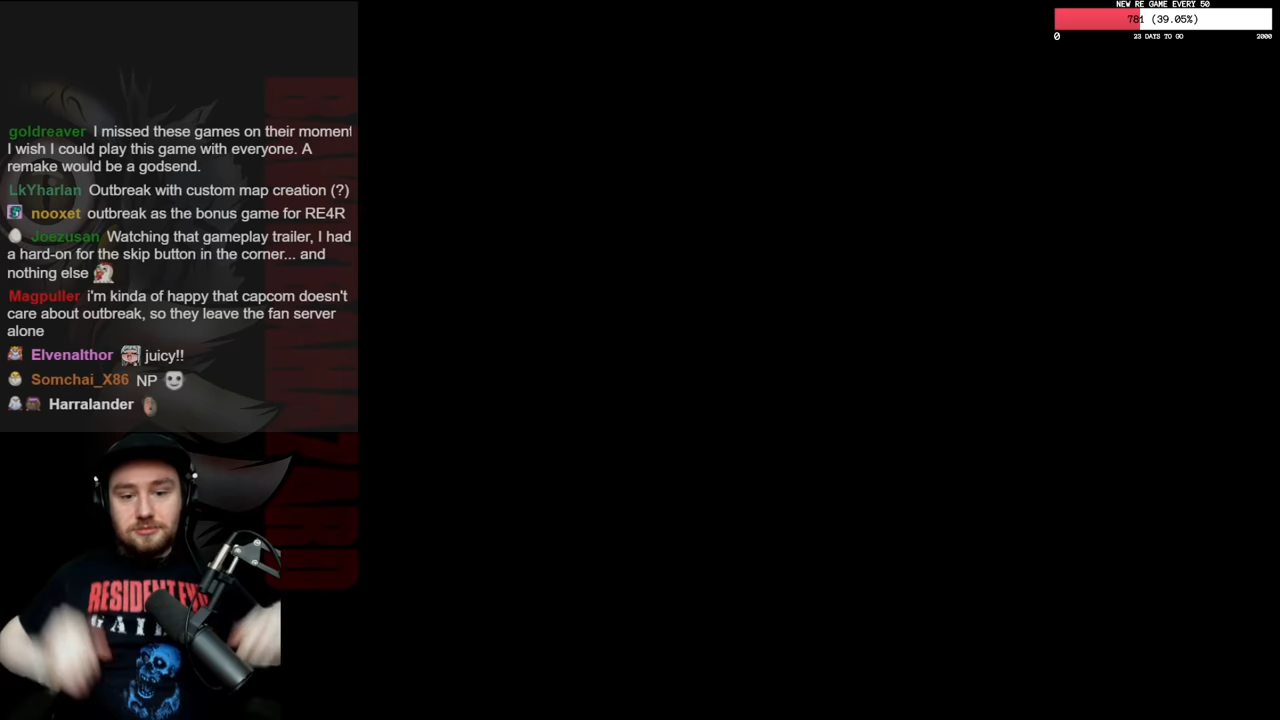 NEW RE GAME EVERY 50
781 (39.05%)
0
23 DAYS TO GO
2000
goldreaver I missed these games on their moment
I wish I could play this game with everyone. A
remake would be a godsend.
LkYharlan Outbreak with custom map creation (?)
nooxet outbreak as the bonus game for RE4R
Joezusan Watching that gameplay trailer, I had
a hard-on for the skip button in the corner... and
nothing else
Magpuller i'm kinda of happy that capcom doesn't
care about outbreak, so they leave the fan server
alone
Elvenalthor juicy!!
Somchai_X86 NP
Harralander
RESIDENT EVIL